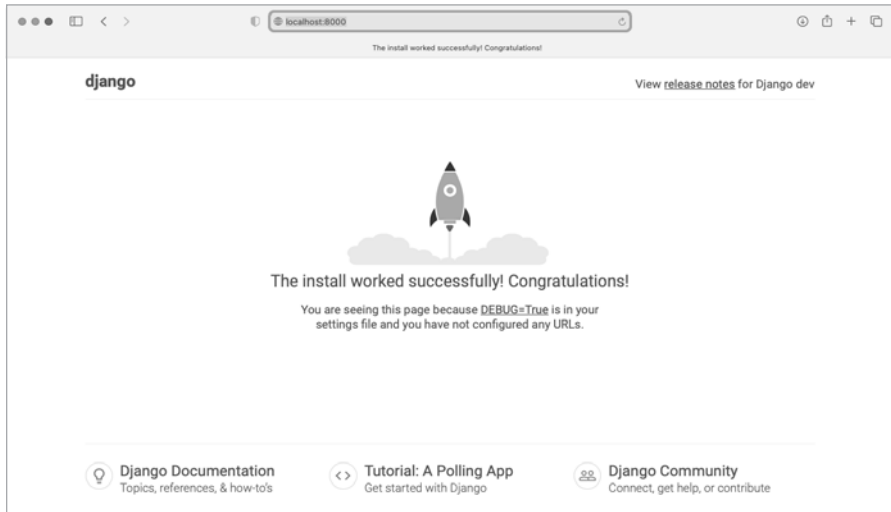 localhost:8000
The install worked successfully! Congratulations!
django
View release notes for Django dev
The install worked successfully! Congratulations!
You are seeing this page because DEBUG=True is in your
settings file and you have not configured any URLs.
Django Documentation
Topics, references, & how-to's
Tutorial: A Polling App
Get started with Django
Django Community
Connect, get help, or contribute